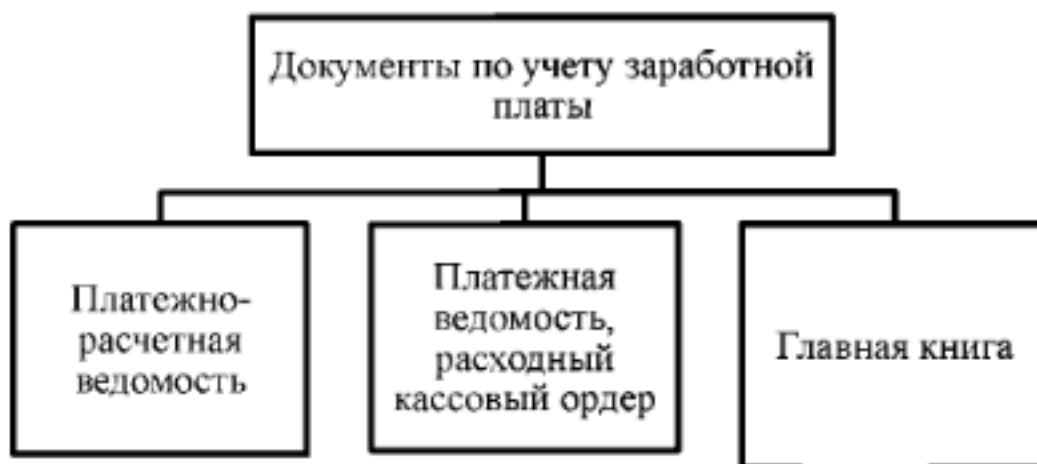 Документы по учету заработной
платы
Платежно-
расчетная
ведомость
Платежная
ведомость,
расходный
кассовый ордер
Главная книга